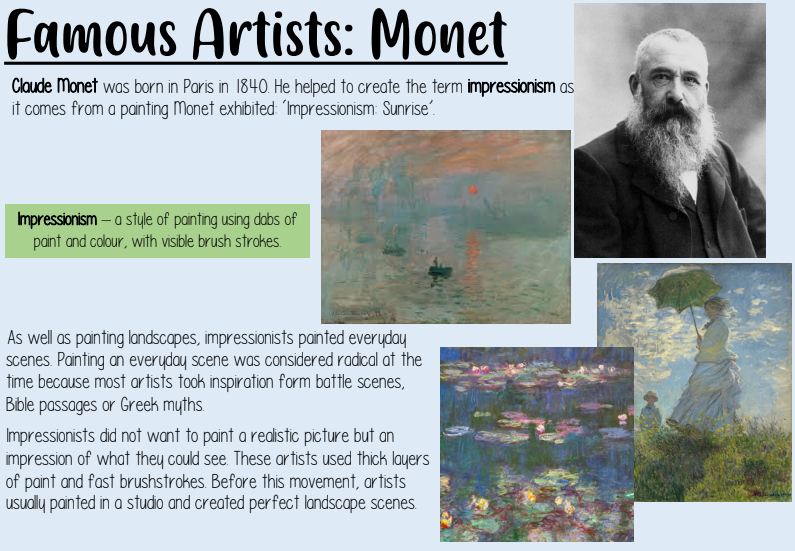 Famous Artists: Monet
Claude Monet was born in Paris in 1840. He helped to create the term impressionism as
it comes from a painting Monet exhibited: ‘Impressionism: Sunrise’.
Impressionism – a style of painting using dabs of
paint and colour, with visible brush strokes.
As well as painting landscapes, impressionists painted everyday
scenes. Painting an everyday scene was considered radical at the
time because most artists took inspiration form battle scenes,
Bible passages or Greek myths.
Impressionists did not want to paint a realistic picture but an
impression of what they could see. These artists used thick layers
of paint and fast brushstrokes. Before this movement, artists
usually painted in a studio and created perfect landscape scenes.